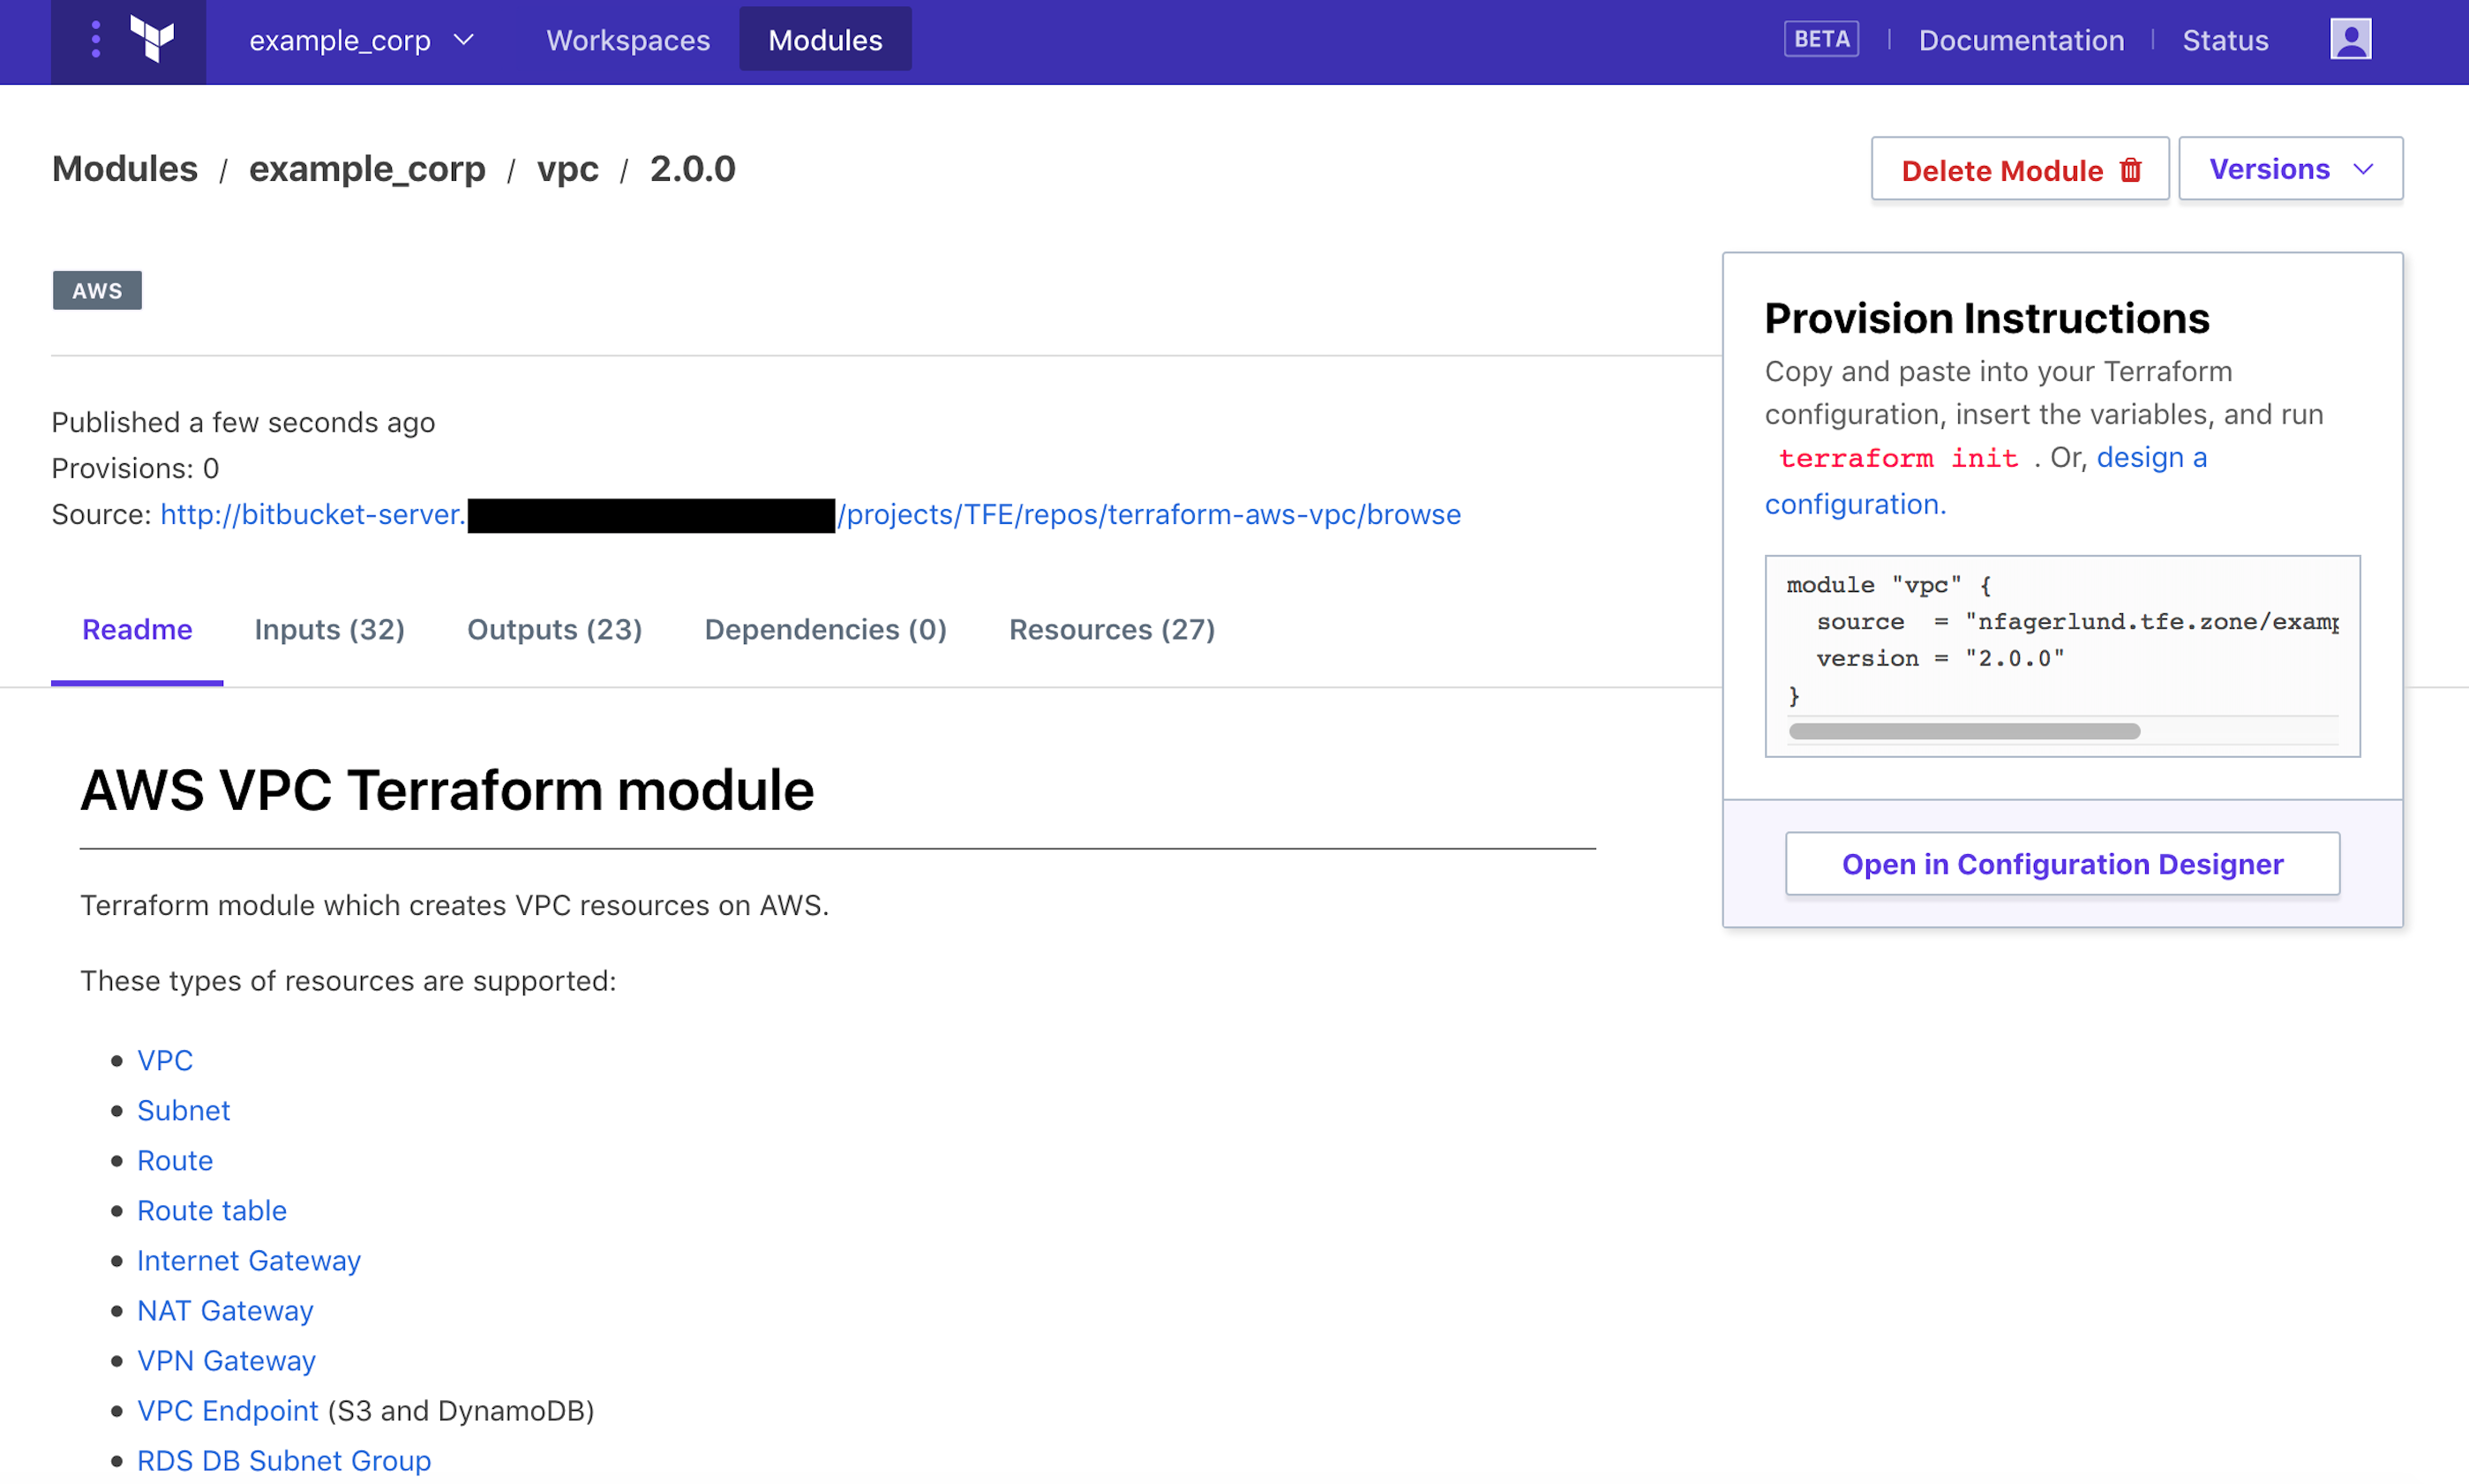 example_corp Workspaces Modules BETA Documentation Status
Modules / example_corp / vpc / 2.0.0
Delete Module Versions
AWS
Published a few seconds ago
Provisions: 0
Source: http://bitbucket-server. /projects/TFE/repos/terraform-aws-vpc/browse
Readme Inputs (32) Outputs (23) Dependencies (0) Resources (27)
Provision Instructions
Copy and paste into your Terraform
configuration, insert the variables, and run
terraform init . Or, design a
configuration.
module "vpc" {
source = "nfagerlund.tfe.zone/examp
version = "2.0.0"
}
Open in Configuration Designer
AWS VPC Terraform module
Terraform module which creates VPC resources on AWS.
These types of resources are supported:
• VPC
• Subnet
• Route
• Route table
• Internet Gateway
• NAT Gateway
• VPN Gateway
• VPC Endpoint (S3 and DynamoDB)
• RDS DB Subnet Group